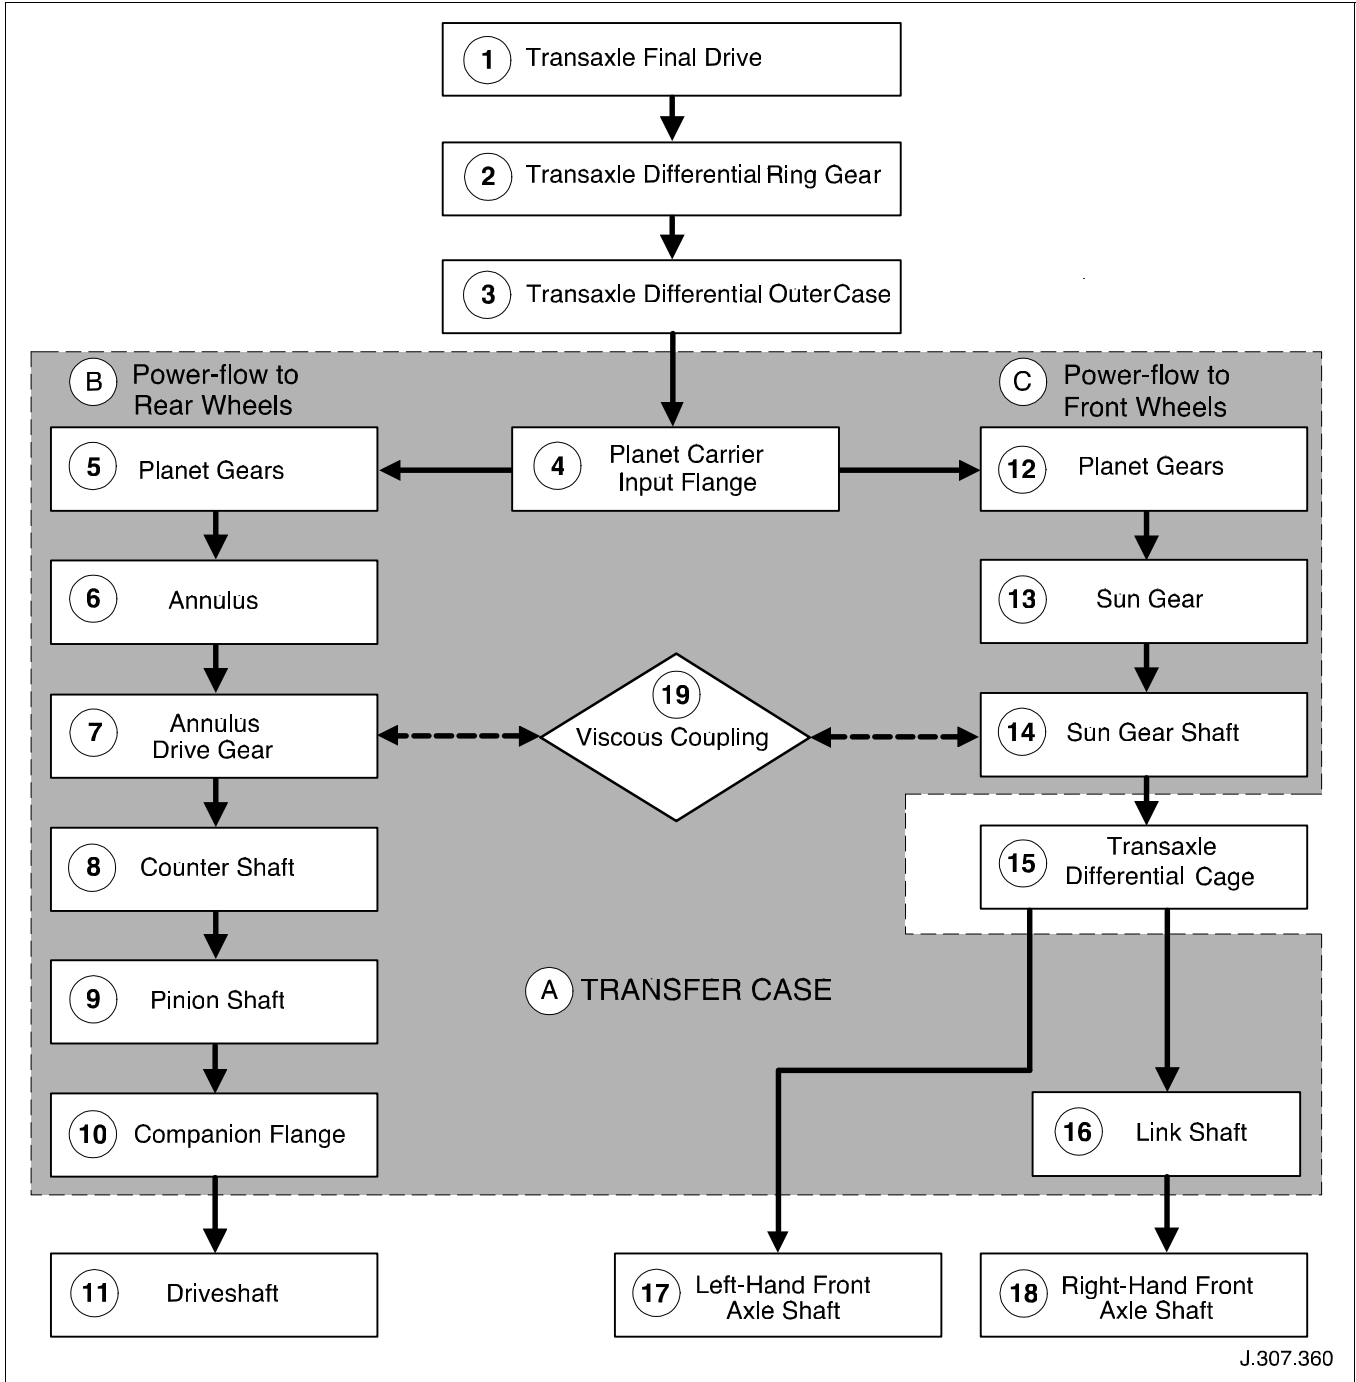 1 Transaxle Final Drive
2 Transaxle Differential Ring Gear
3 Transaxle Differential Outer Case
B Power-flow to
Rear Wheels
C Power-flow to
Front Wheels
5 Planet Gears
4 Planet Carrier
Input Flange
12 Planet Gears
6 Annulus
13 Sun Gear
7 Annulus
Drive Gear
19
Viscous Coupling
14 Sun Gear Shaft
8 Counter Shaft
15 Transaxle
Differential Cage
9 Pinion Shaft
A TRANSFER CASE
10 Companion Flange
16 Link Shaft
11 Driveshaft
17 Left-Hand Front
Axle Shaft
18 Right-Hand Front
Axle Shaft
J.307.360